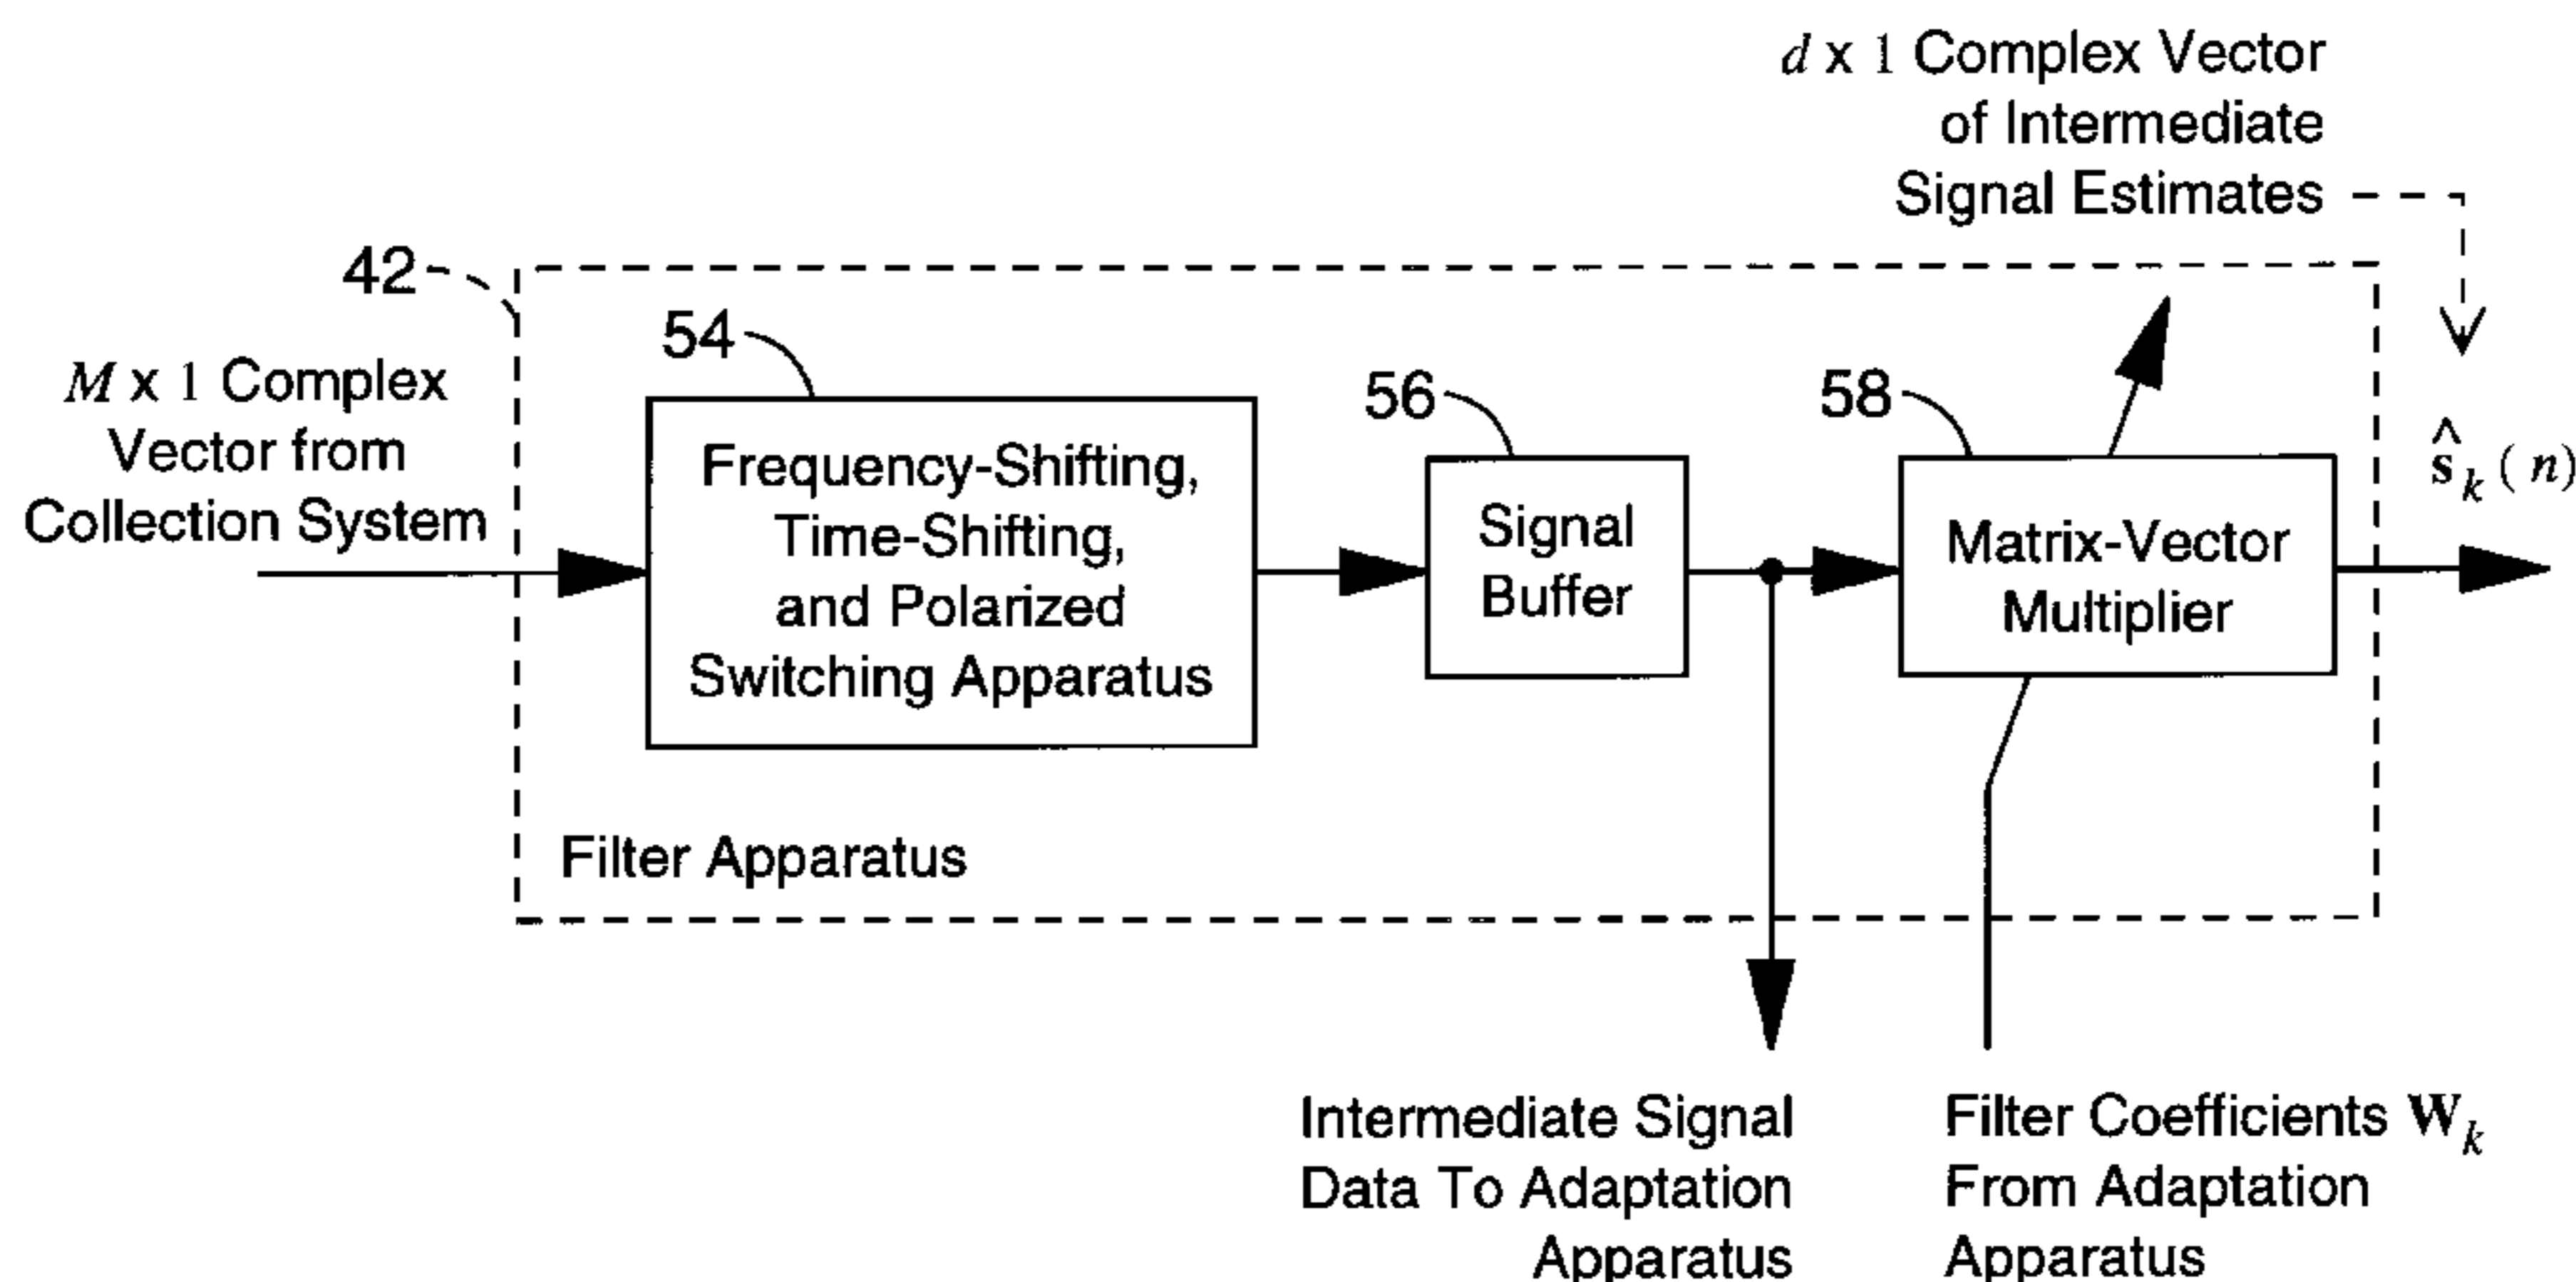 d x 1 Complex Vector
of Intermediate
Signal Estimates
42
54
M x 1 Complex
Vector from
Collection System
56
58
ŝk ( n)
Frequency-Shifting,
Time-Shifting,
and Polarized
Switching Apparatus
Signal
Buffer
Matrix-Vector
Multiplier
Filter Apparatus
Intermediate Signal
Data To Adaptation
Apparatus
Filter Coefficients Wk
From Adaptation
Apparatus